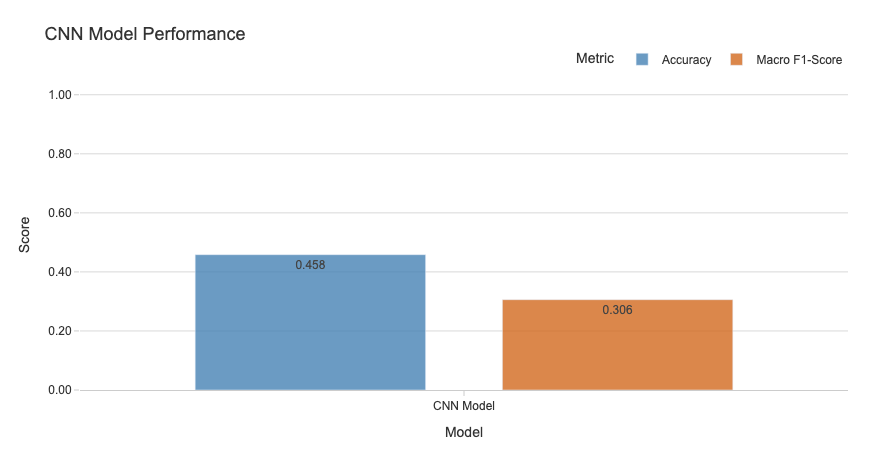 CNN Model Performance
Metric Accuracy Macro F1-Score
1.00
0.80
0.60
0.40
0.20
0.00
Score
0.458
0.306
CNN Model
Model